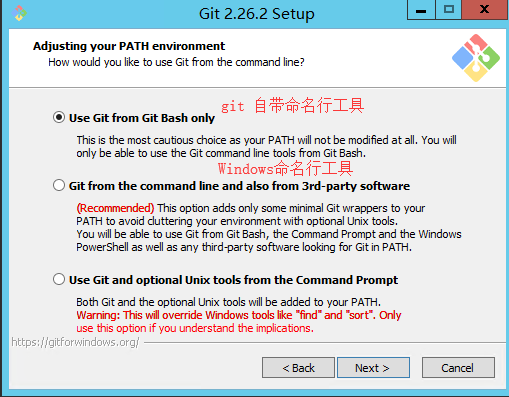 Git 2.26.2 Setup
Adjusting your PATH environment
How would you like to use Git from the command line?
git 自带命名行工具
Use Git from Git Bash only
This is the most cautious choice as your PATH will not be modified at all. You will
only be able to use the Git command line tools from Git Bash.
Windows命名行工具
Git from the command line and also from 3rd-party software
(Recommended) This option adds only some minimal Git wrappers to your
PATH to avoid cluttering your environment with optional Unix tools.
You will be able to use Git from Git Bash, the Command Prompt and the Windows
PowerShell as well as any third-party software looking for Git in PATH.
Use Git and optional Unix tools from the Command Prompt
Both Git and the optional Unix tools will be added to your PATH.
Warning: This will override Windows tools like "find" and "sort". Only
use this option if you understand the implications.
https://gitforwindows.org/
< Back
Next >
Cancel